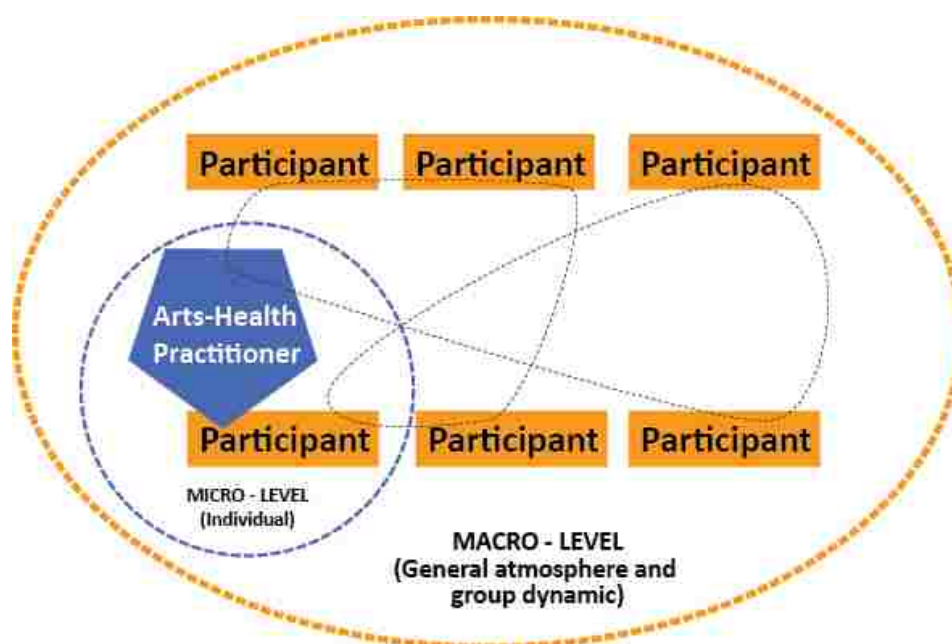 Participant
Participant
Participant
Arts-Health
Practitioner
Participant
Participant
Participant
MICRO - LEVEL
(Individual)
MACRO - LEVEL
(General atmosphere and
group dynamic)